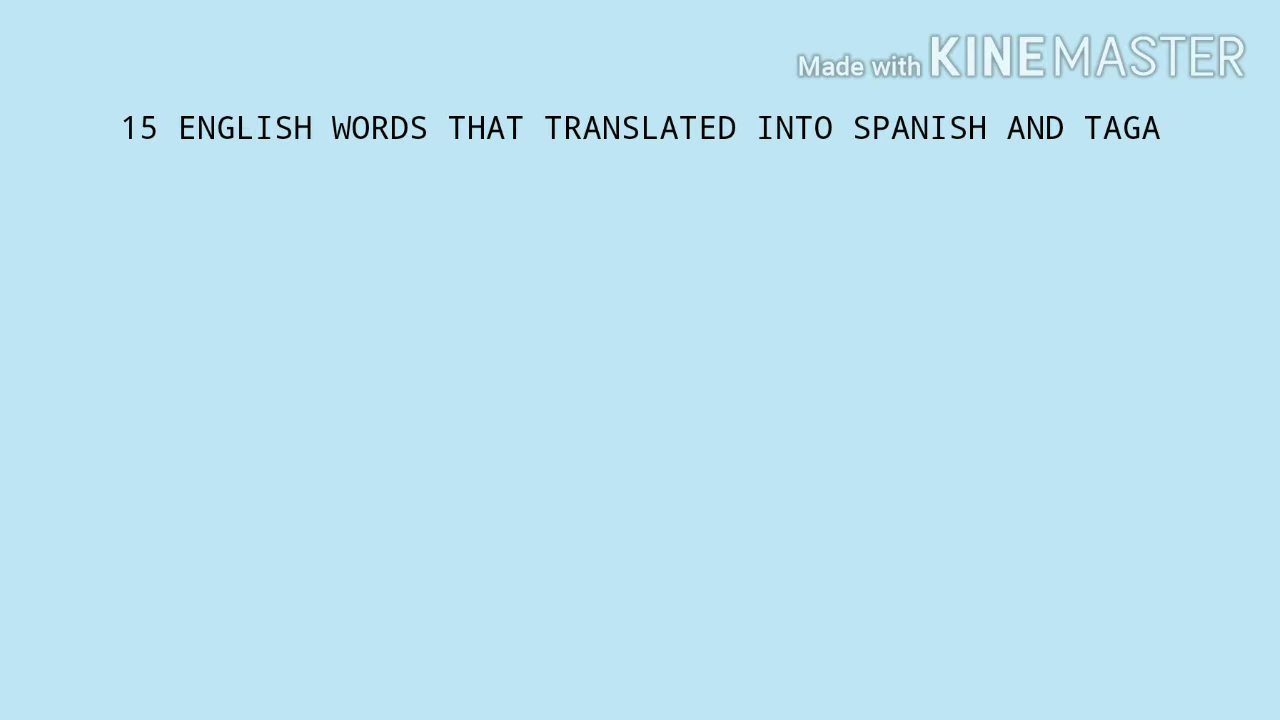 Made with KINEMASTER
15 ENGLISH WORDS THAT TRANSLATED INTO SPANISH AND TAGA